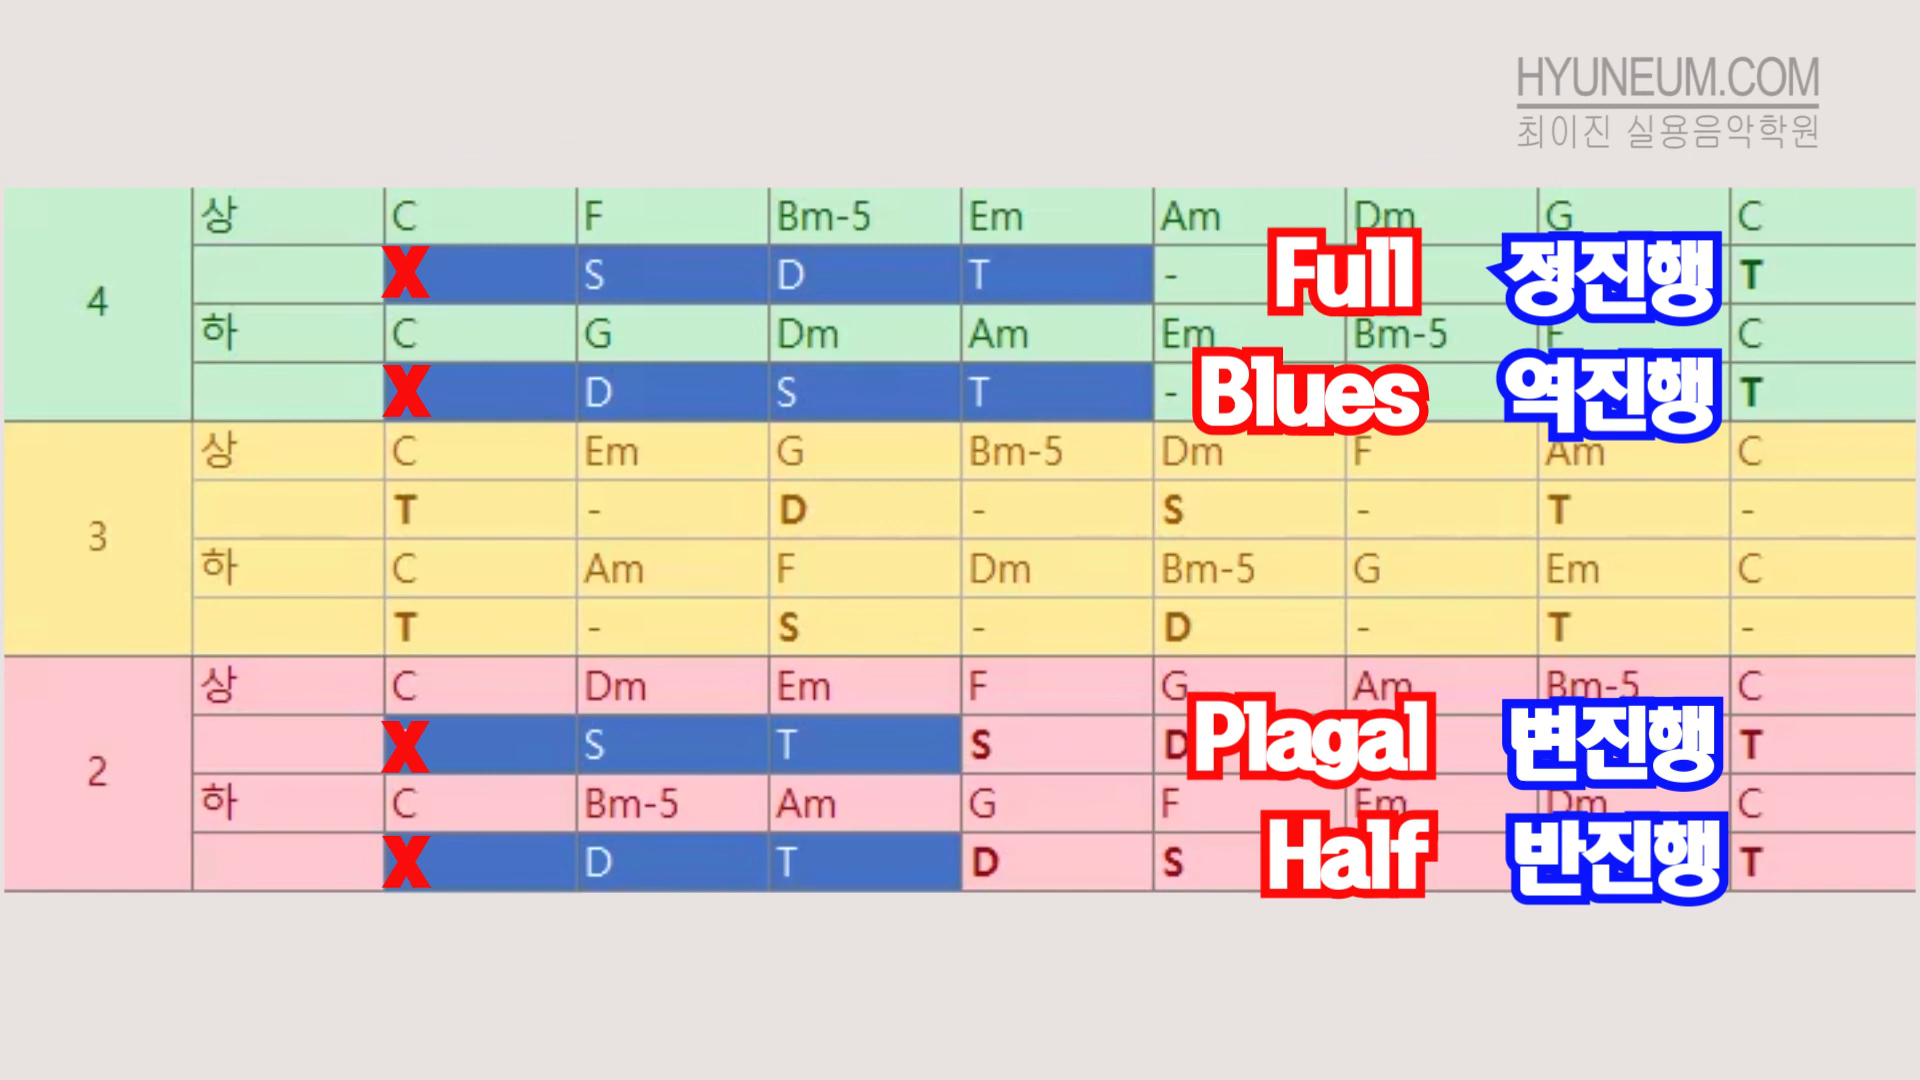 HYUNEUM.COM
최이진 실용음악학원
4 상 C F Bm-5 Em Am Dm G C
X S D T - Full 정진행 T
하 C G Dm Am Em Bm-5 F C
X D S T - Blues 역진행 T
3 상 C Em G Bm-5 Dm F Am C
T - D - S - T -
하 C Am F Dm Bm-5 G Em C
T - S - D - T -
2 상 C Dm Em F G Am Bm-5 C
X S T S D Plagal 변진행 T
하 C Bm-5 Am G F Em Dm C
X D T D S Half 반진행 T